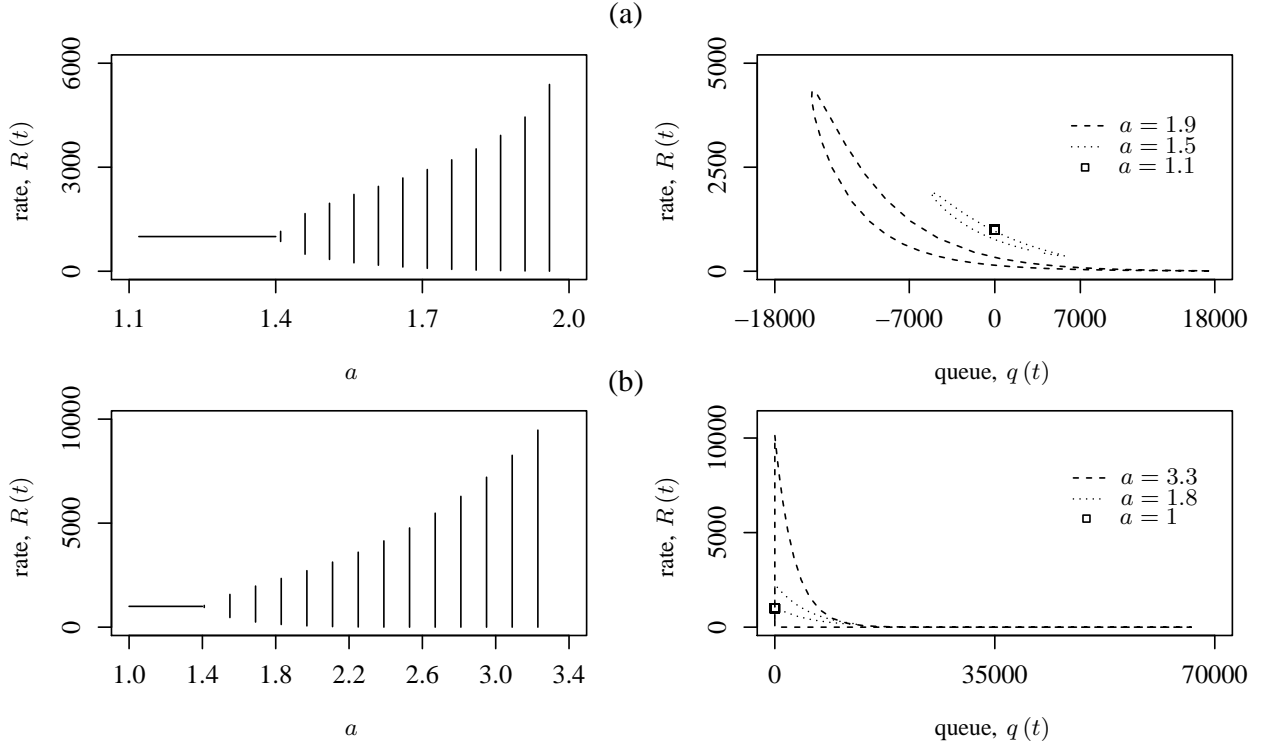 (a)
rate, R (t)
0 3000 6000
1.1 1.4 1.7 2.0
a
rate, R (t)
0 2500 5000
a = 1.9
a = 1.5
a = 1.1
−18000 −7000 0 7000 18000
queue, q (t)
(b)
rate, R (t)
0 5000 10000
1.0 1.4 1.8 2.2 2.6 3.0 3.4
a
rate, R (t)
0 5000 10000
a = 3.3
a = 1.8
a = 1
0 35000 70000
queue, q (t)